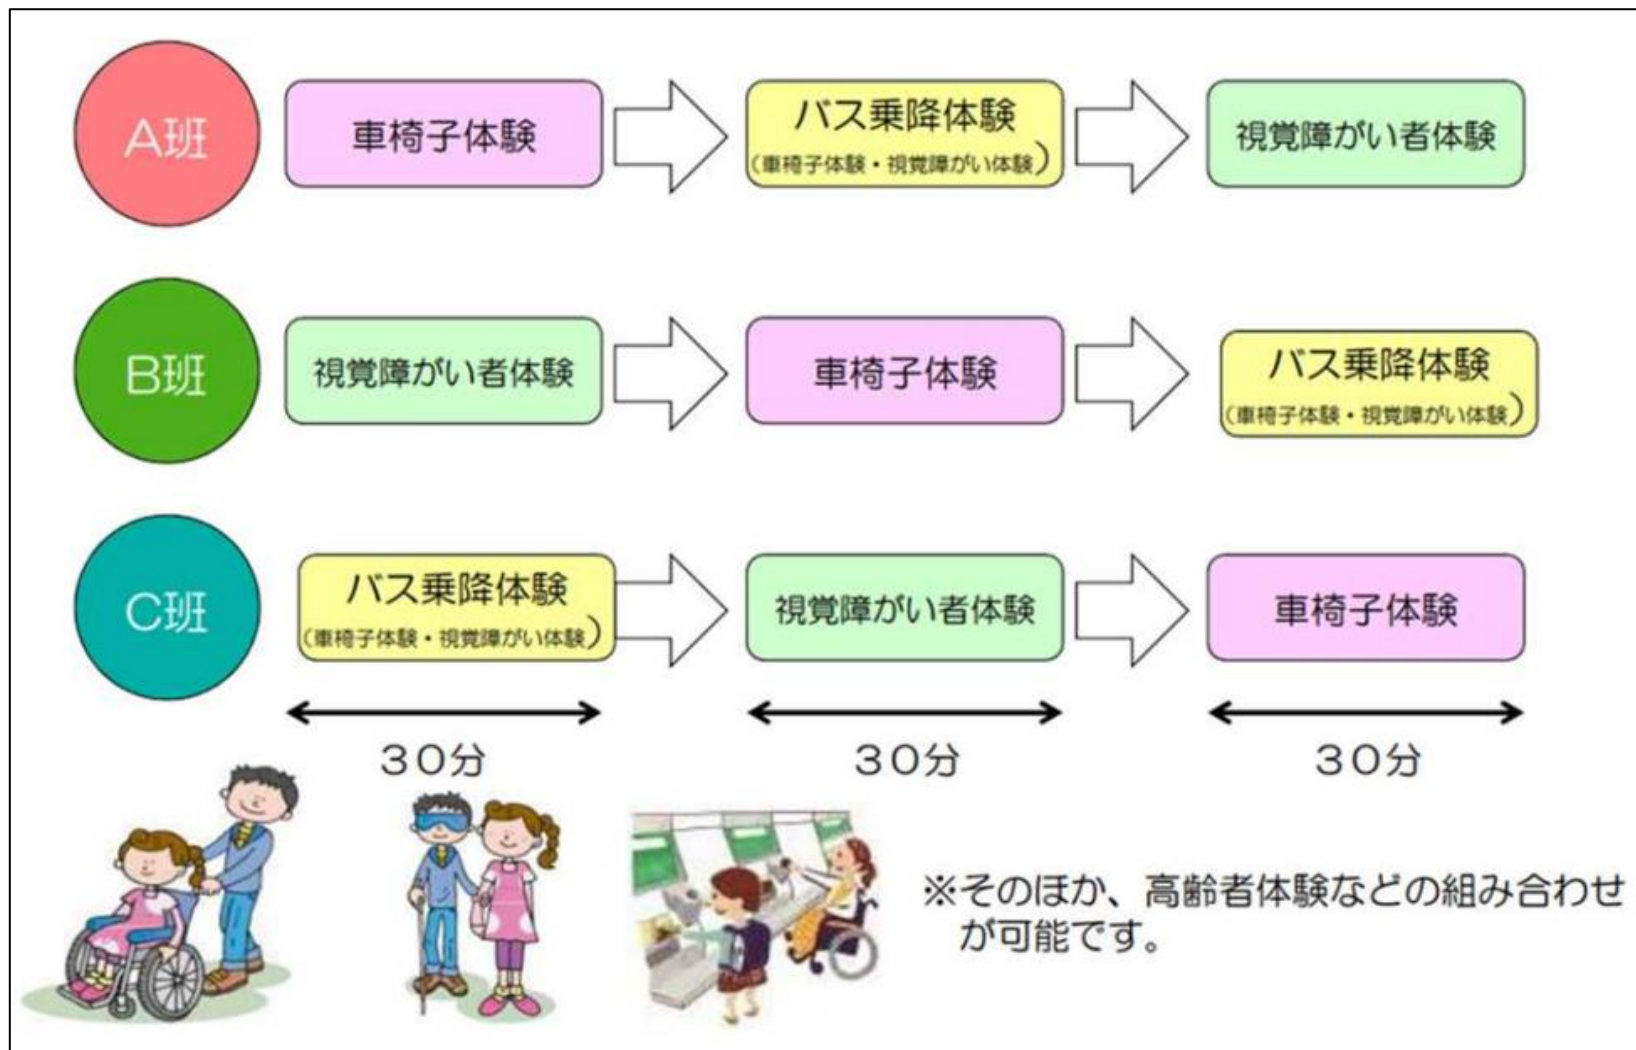 A班
車椅子体験
バス乗降体験
(車椅子体験・視覚障がい体験)
視覚障がい者体験
B班
視覚障がい者体験
車椅子体験
バス乗降体験
(車椅子体験・視覚障がい体験)
C班
バス乗降体験
(車椅子体験・視覚障がい体験)
視覚障がい者体験
車椅子体験
30分
30分
30分
※そのほか、高齢者体験などの組み合わせ
が可能です。